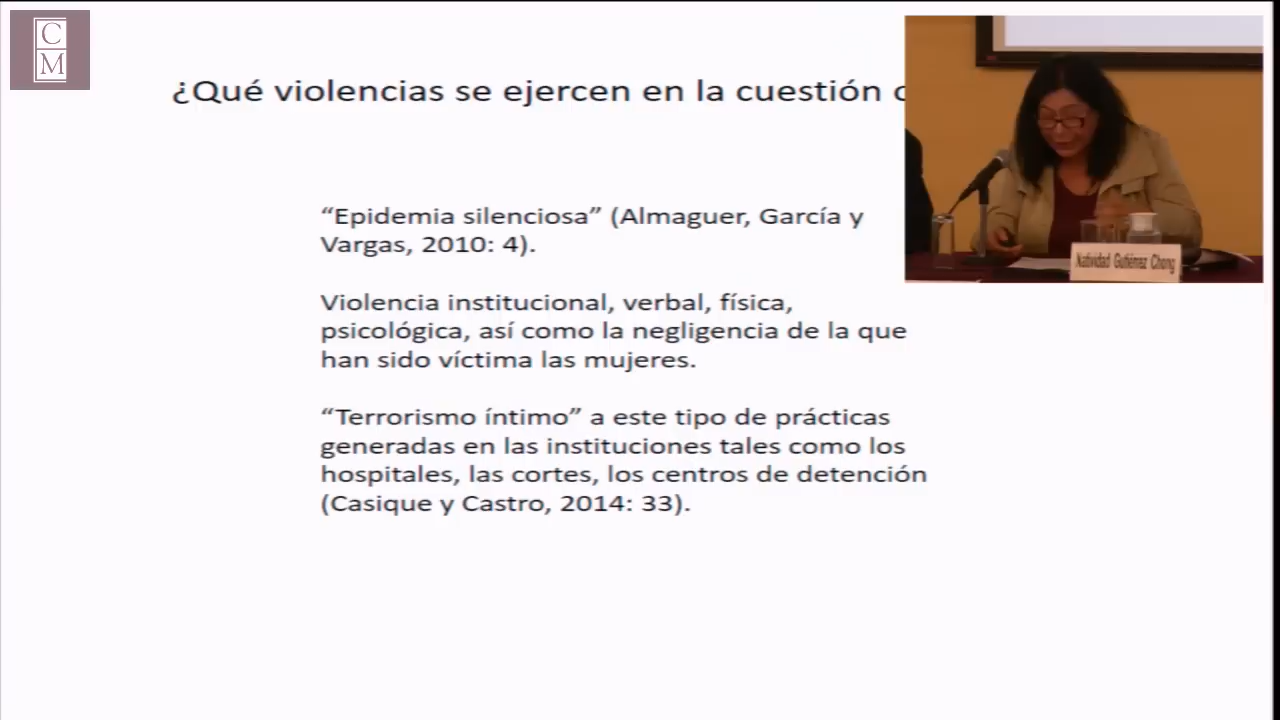 C
M
¿Qué violencias se ejercen en la cuestión
“Epidemia silenciosa” (Almaguer, García y
Vargas, 2010: 4).
Violencia institucional, verbal, física,
psicológica, así como la negligencia de la que
han sido víctima las mujeres.
“Terrorismo íntimo” a este tipo de prácticas
generadas en las instituciones tales como los
hospitales, las cortes, los centros de detención
(Casique y Castro, 2014: 33).
Natividad Gutiérrez Chong